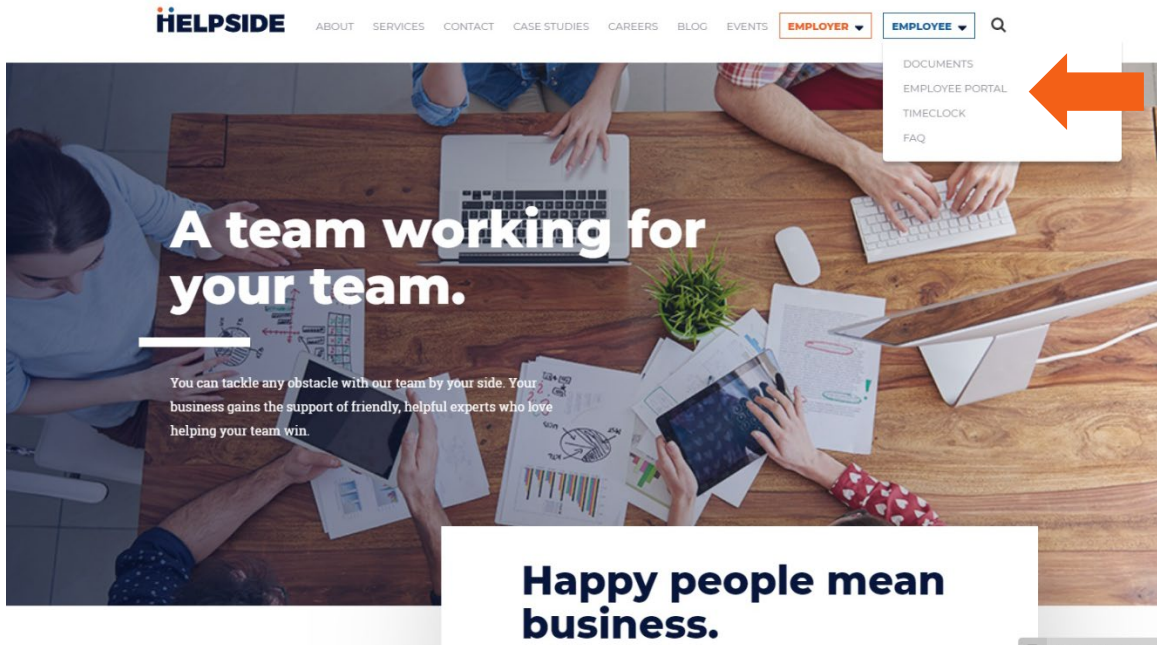 HELPSIDE
ABOUT SERVICES CONTACT CASE STUDIES CAREERS BLOG EVENTS EMPLOYER EMPLOYEE
DOCUMENTS
EMPLOYEE PORTAL
TIMECLOCK
FAQ
A team working for
your team.
You can tackle any obstacle with our team by your side. Your
business gains the support of friendly, helpful experts who love
helping your team win.
Happy people mean
business.